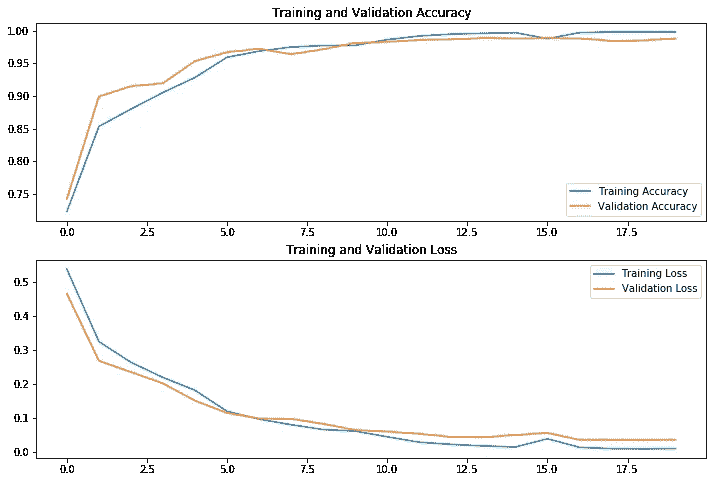 Training and Validation Accuracy
1.00
0.95
0.90
0.85
0.80
0.75
Training Accuracy
Validation Accuracy
0.0 2.5 5.0 7.5 10.0 12.5 15.0 17.5
Training and Validation Loss
Training Loss
Validation Loss
0.5
0.4
0.3
0.2
0.1
0.0
0.0 2.5 5.0 7.5 10.0 12.5 15.0 17.5